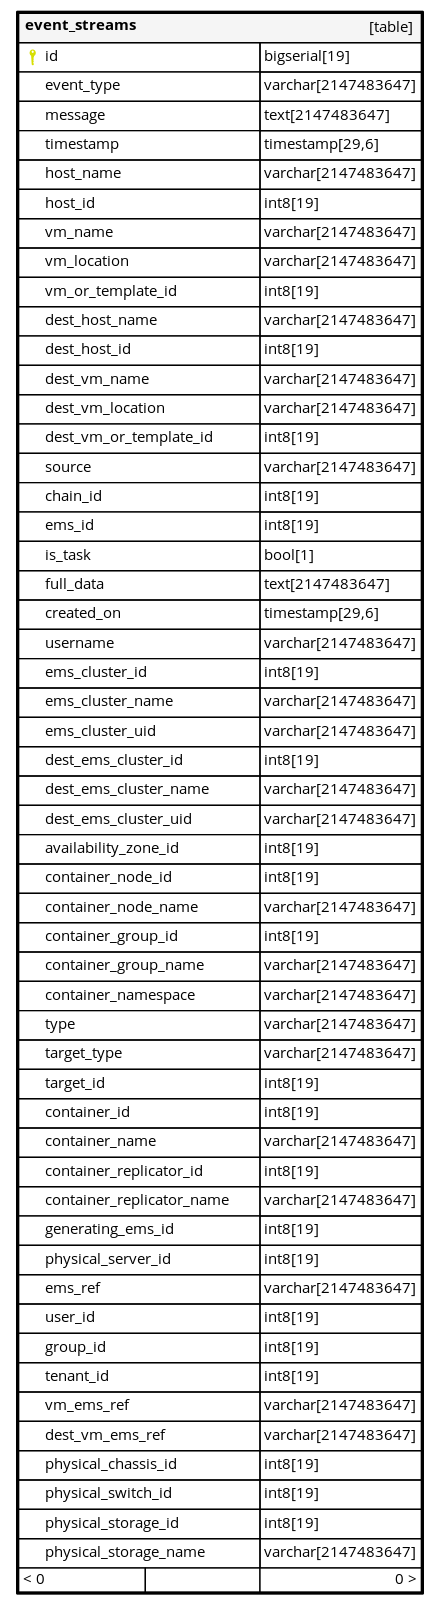 event_streams [table]
id bigserial[19]
event_type varchar[2147483647]
message text[2147483647]
timestamp timestamp[29,6]
host_name varchar[2147483647]
host_id int8[19]
vm_name varchar[2147483647]
vm_location varchar[2147483647]
vm_or_template_id int8[19]
dest_host_name varchar[2147483647]
dest_host_id int8[19]
dest_vm_name varchar[2147483647]
dest_vm_location varchar[2147483647]
dest_vm_or_template_id int8[19]
source varchar[2147483647]
chain_id int8[19]
ems_id int8[19]
is_task bool[1]
full_data text[2147483647]
created_on timestamp[29,6]
username varchar[2147483647]
ems_cluster_id int8[19]
ems_cluster_name varchar[2147483647]
ems_cluster_uid varchar[2147483647]
dest_ems_cluster_id int8[19]
dest_ems_cluster_name varchar[2147483647]
dest_ems_cluster_uid varchar[2147483647]
availability_zone_id int8[19]
container_node_id int8[19]
container_node_name varchar[2147483647]
container_group_id int8[19]
container_group_name varchar[2147483647]
container_namespace varchar[2147483647]
type varchar[2147483647]
target_type varchar[2147483647]
target_id int8[19]
container_id int8[19]
container_name varchar[2147483647]
container_replicator_id int8[19]
container_replicator_name varchar[2147483647]
generating_ems_id int8[19]
physical_server_id int8[19]
ems_ref varchar[2147483647]
user_id int8[19]
group_id int8[19]
tenant_id int8[19]
vm_ems_ref varchar[2147483647]
dest_vm_ems_ref varchar[2147483647]
physical_chassis_id int8[19]
physical_switch_id int8[19]
physical_storage_id int8[19]
physical_storage_name varchar[2147483647]
< 0 0 >